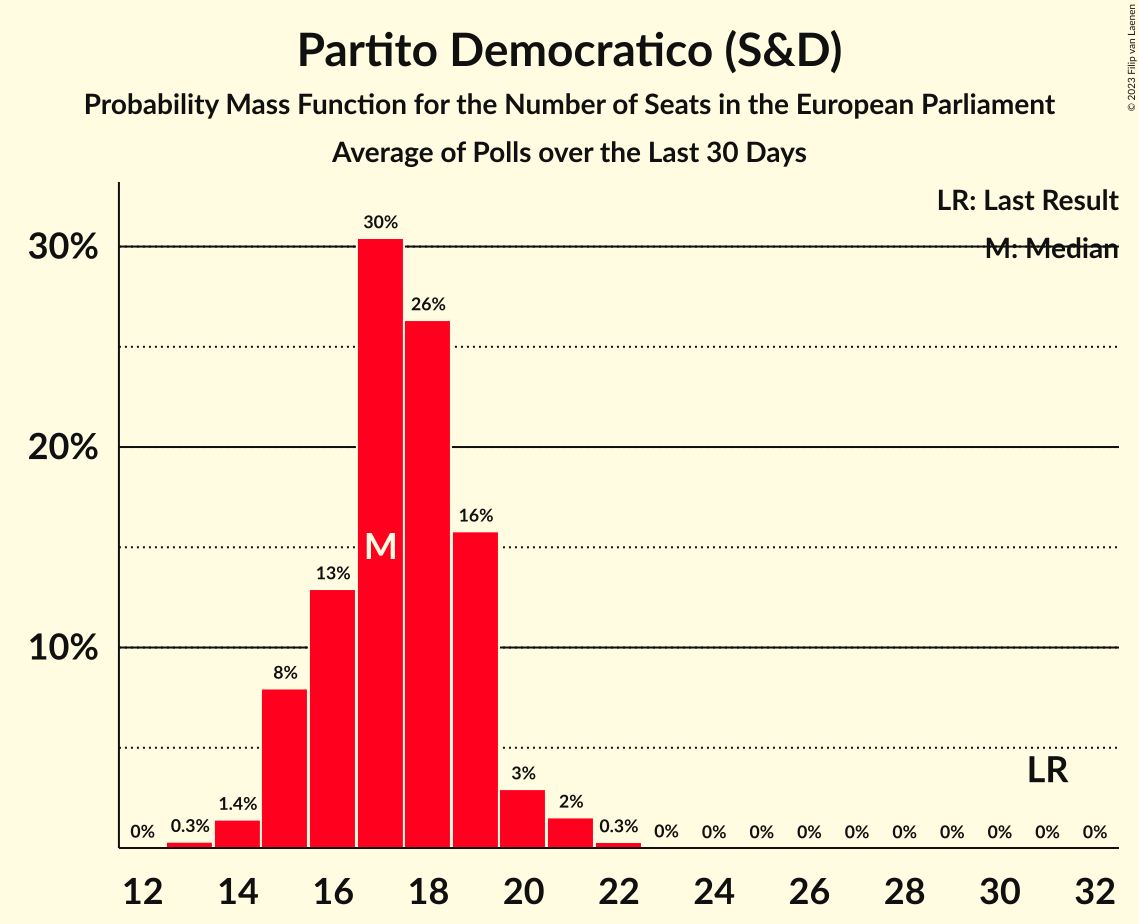 Partito Democratico (S&D)
Probability Mass Function for the Number of Seats in the European Parliament
Average of Polls over the Last 30 Days
© 2023 Filip van Laenen
LR: Last Result
M: Median
30%
20%
10%
0%
0.3%
1.4%
8%
13%
30%
26%
16%
3%
2%
0.3%
0%
0%
0%
0%
0%
0%
0%
0%
0%
0%
M
LR
12 14 16 18 20 22 24 26 28 30 32